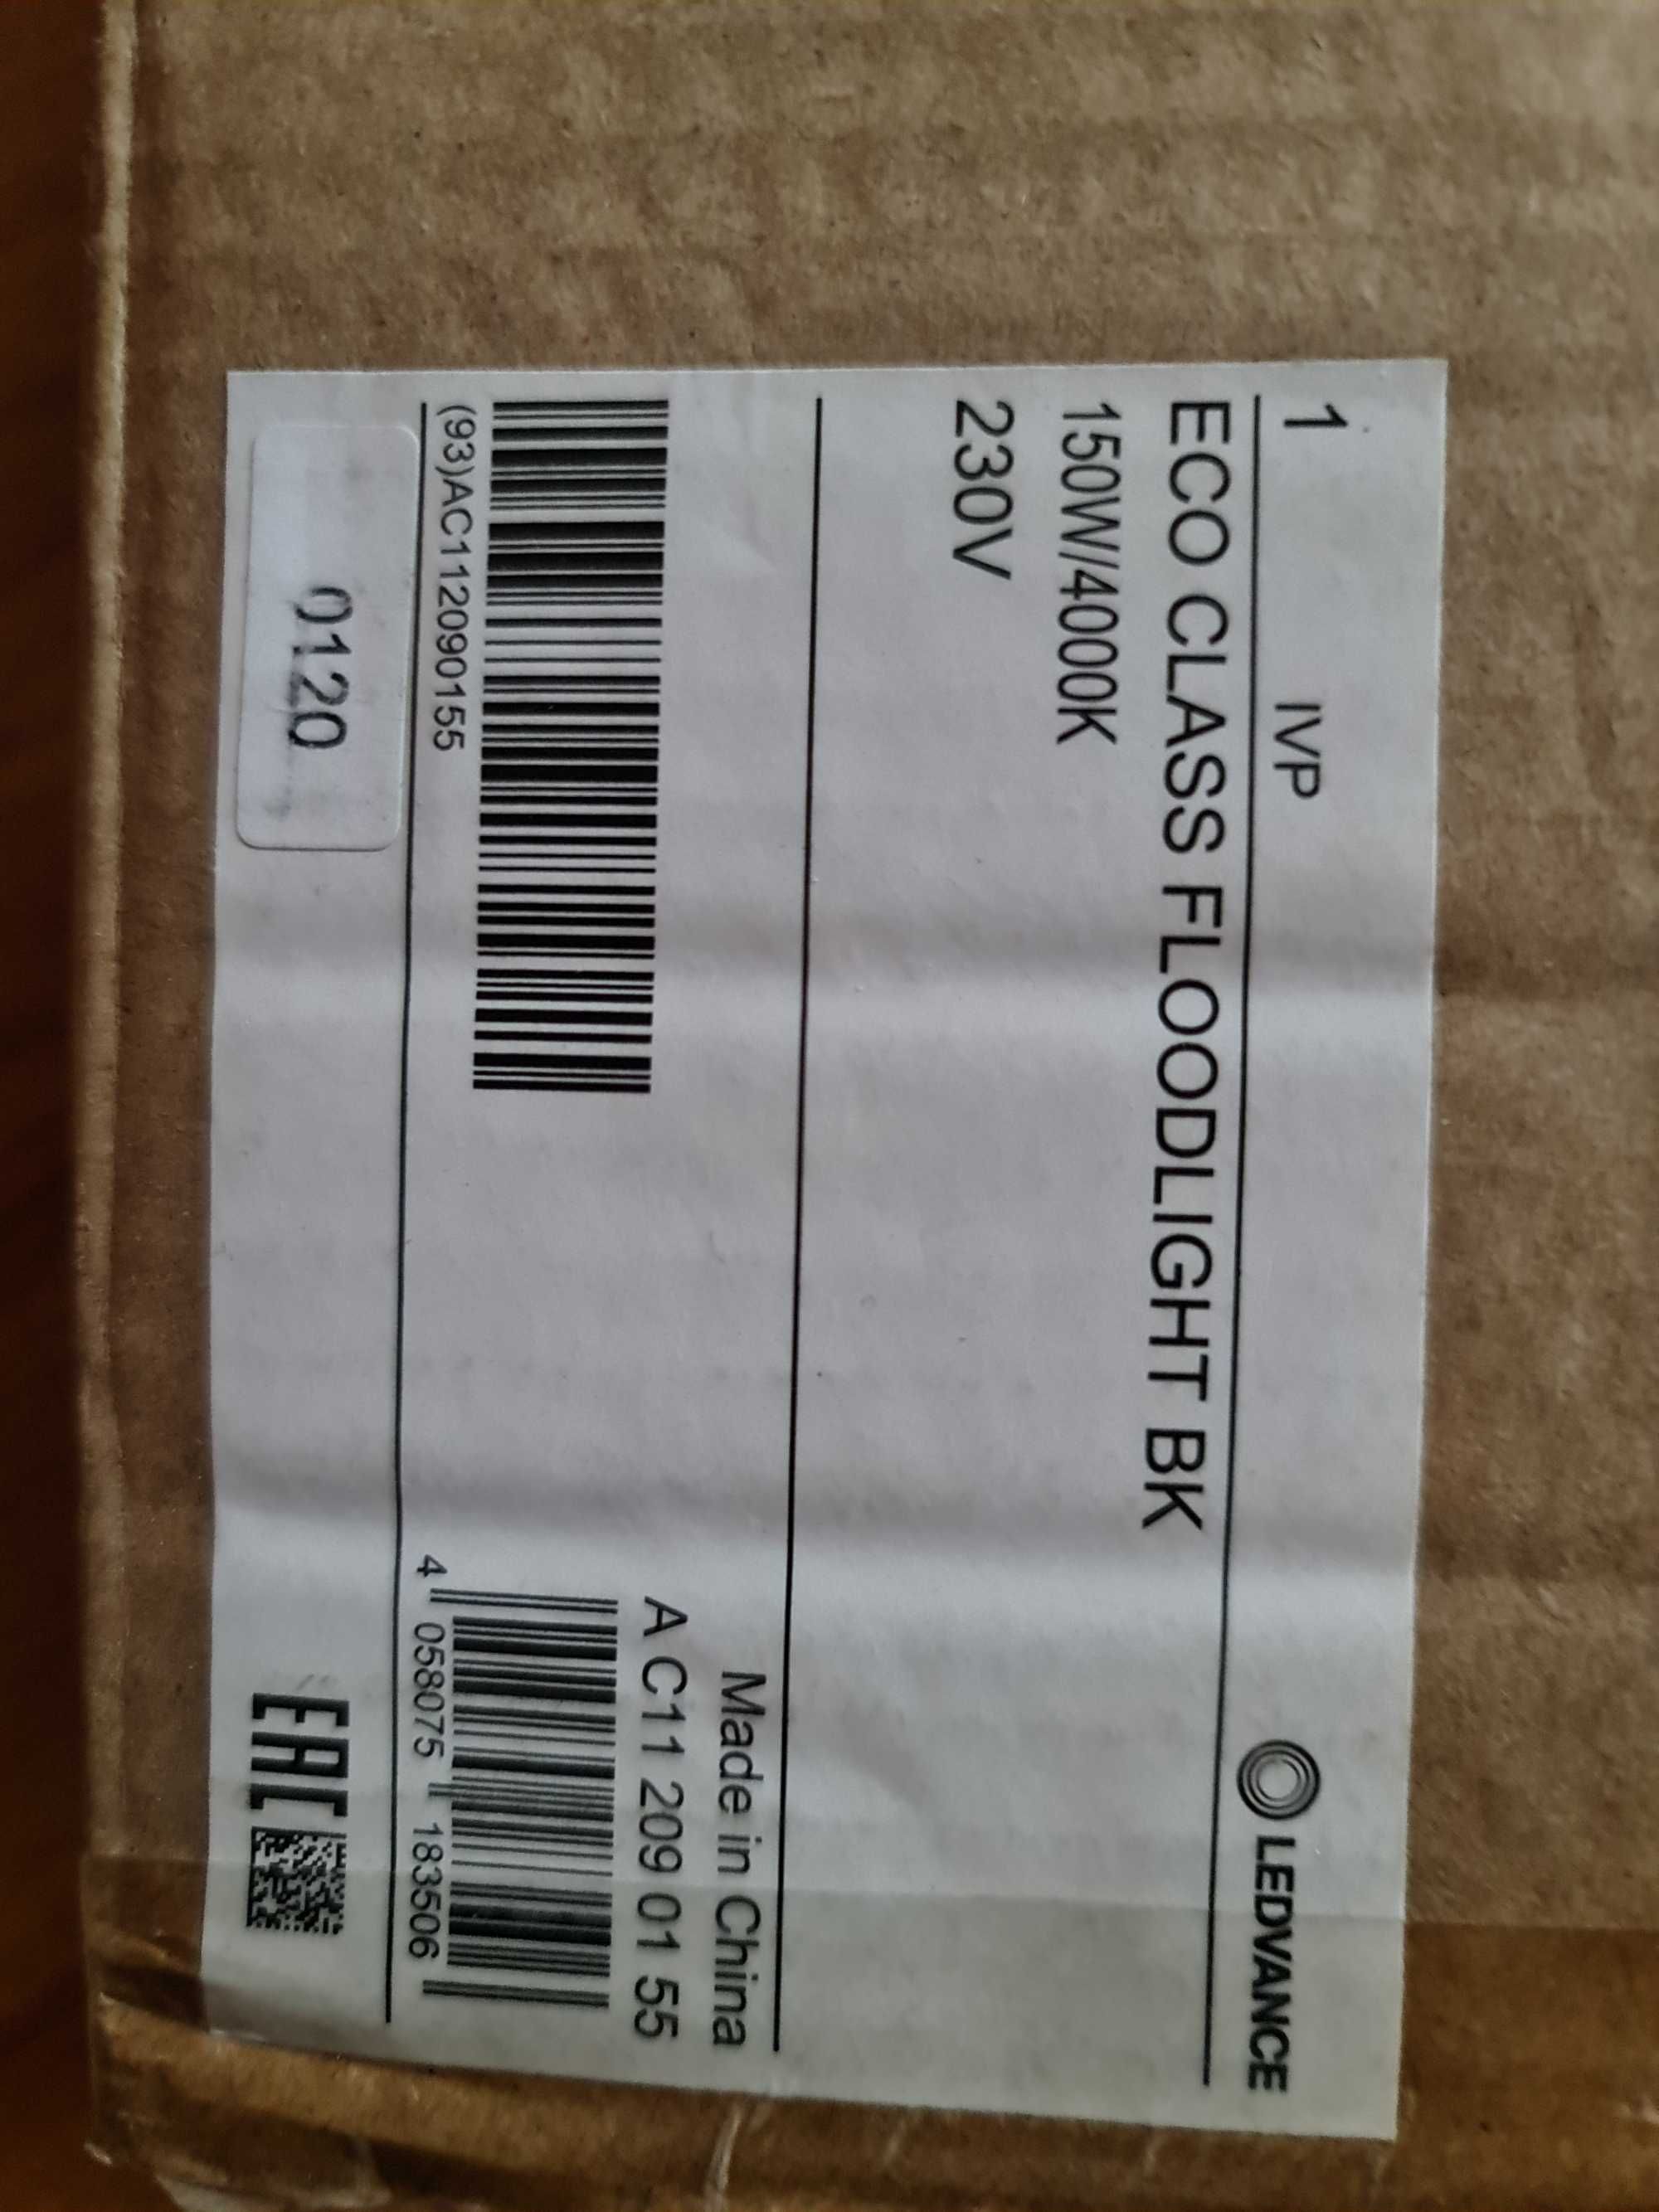 1 IVP LEDVANCE
ECO CLASS FLOODLIGHT BK
150W/4000K
230V
Made in China
A C11 209 01 55
(93)AC112090155
4 058075 183506
0120
EAC